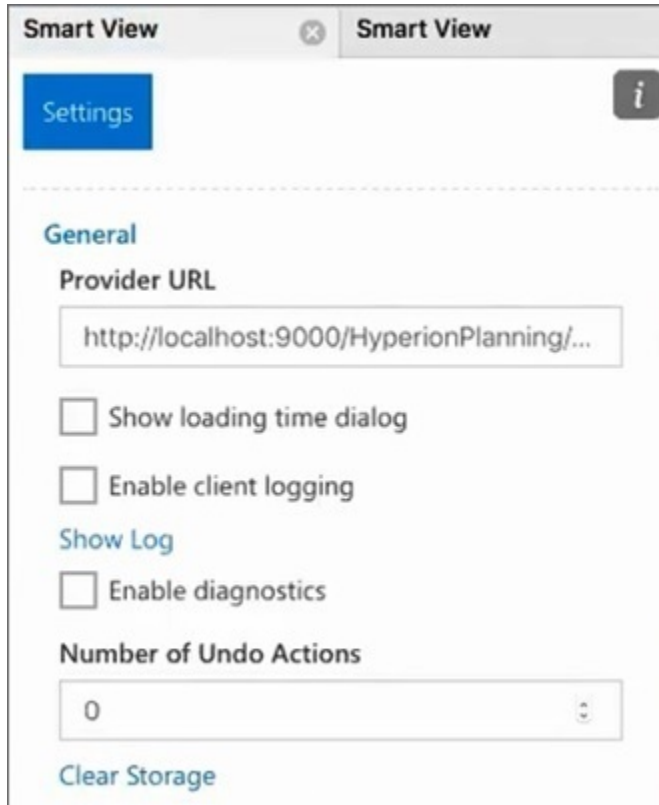 Smart View
Smart View
Settings
i
General
Provider URL
http://localhost:9000/HyperionPlanning/...
Show loading time dialog
Enable client logging
Show Log
Enable diagnostics
Number of Undo Actions
0
Clear Storage